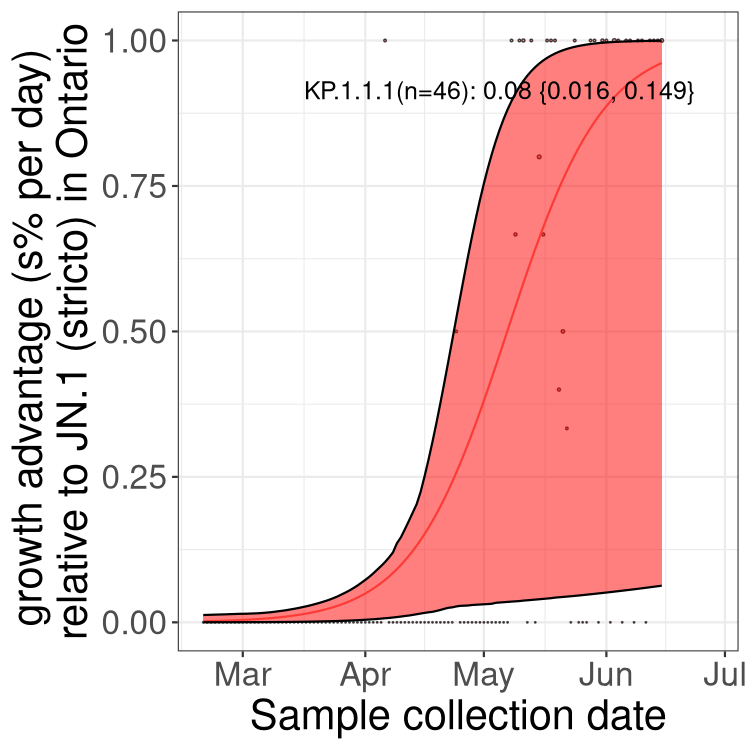 growth advantage (s% per day)
relative to JN.1 (stricto) in Ontario
1.00
0.75
0.50
0.25
0.00
KP.1.1.1(n=46): 0.08 {0.016, 0.149}
Mar Apr May Jun Jul
Sample collection date